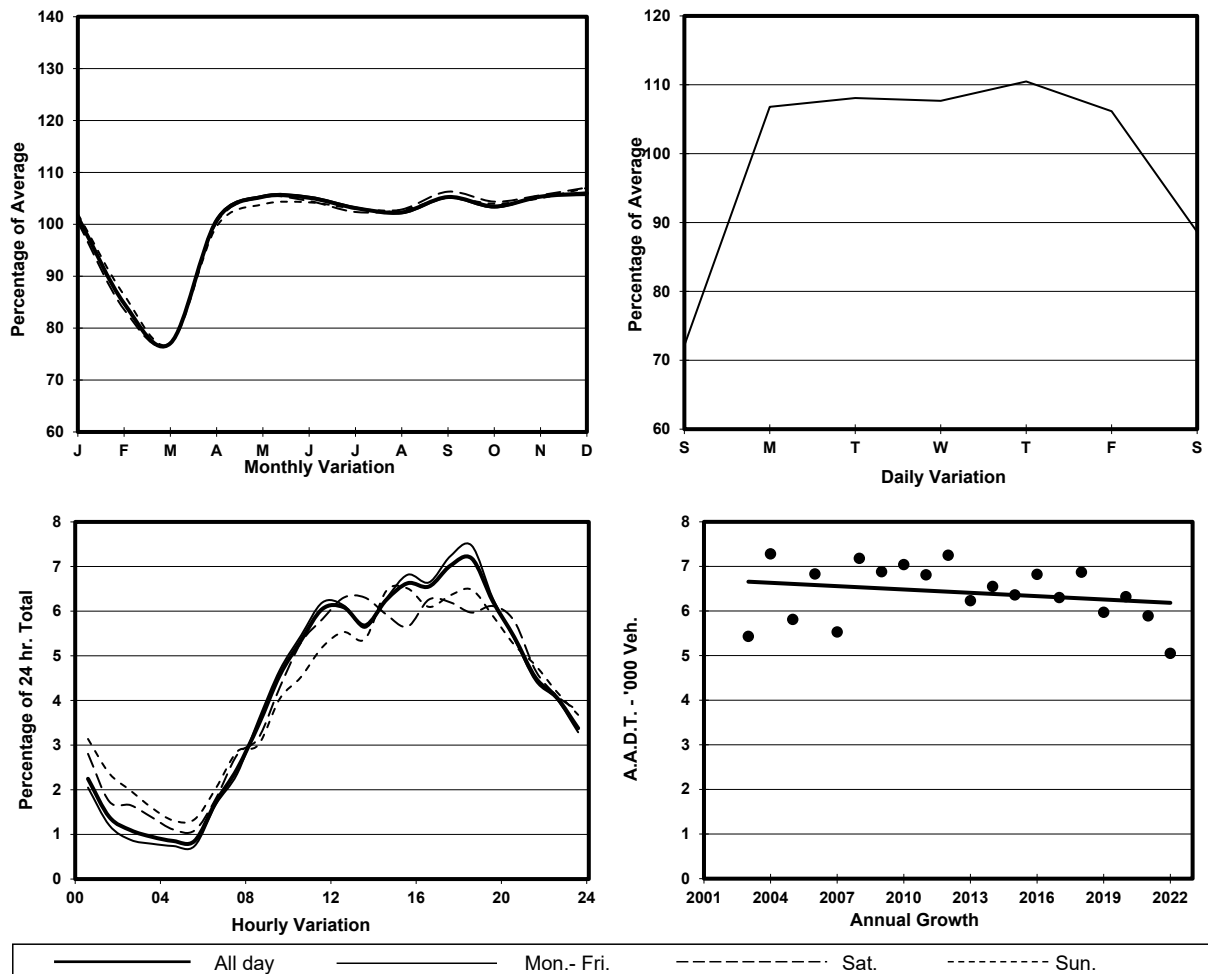 140
130
120
110
100
90
80
70
60
Percentage of Average
J F M A M J J A S O N D
Monthly Variation
120
110
100
90
80
70
60
Percentage of Average
S M T W T F S
Daily Variation
8
7
6
5
4
3
2
1
0
Percentage of 24 hr. Total
00 04 08 12 16 20 24
Hourly Variation
8
7
6
5
4
3
2
1
0
A.A.D.T. - '000 Veh.
2001 2004 2007 2010 2013 2016 2019 2022
Annual Growth
All day Mon.- Fri. Sat. Sun.